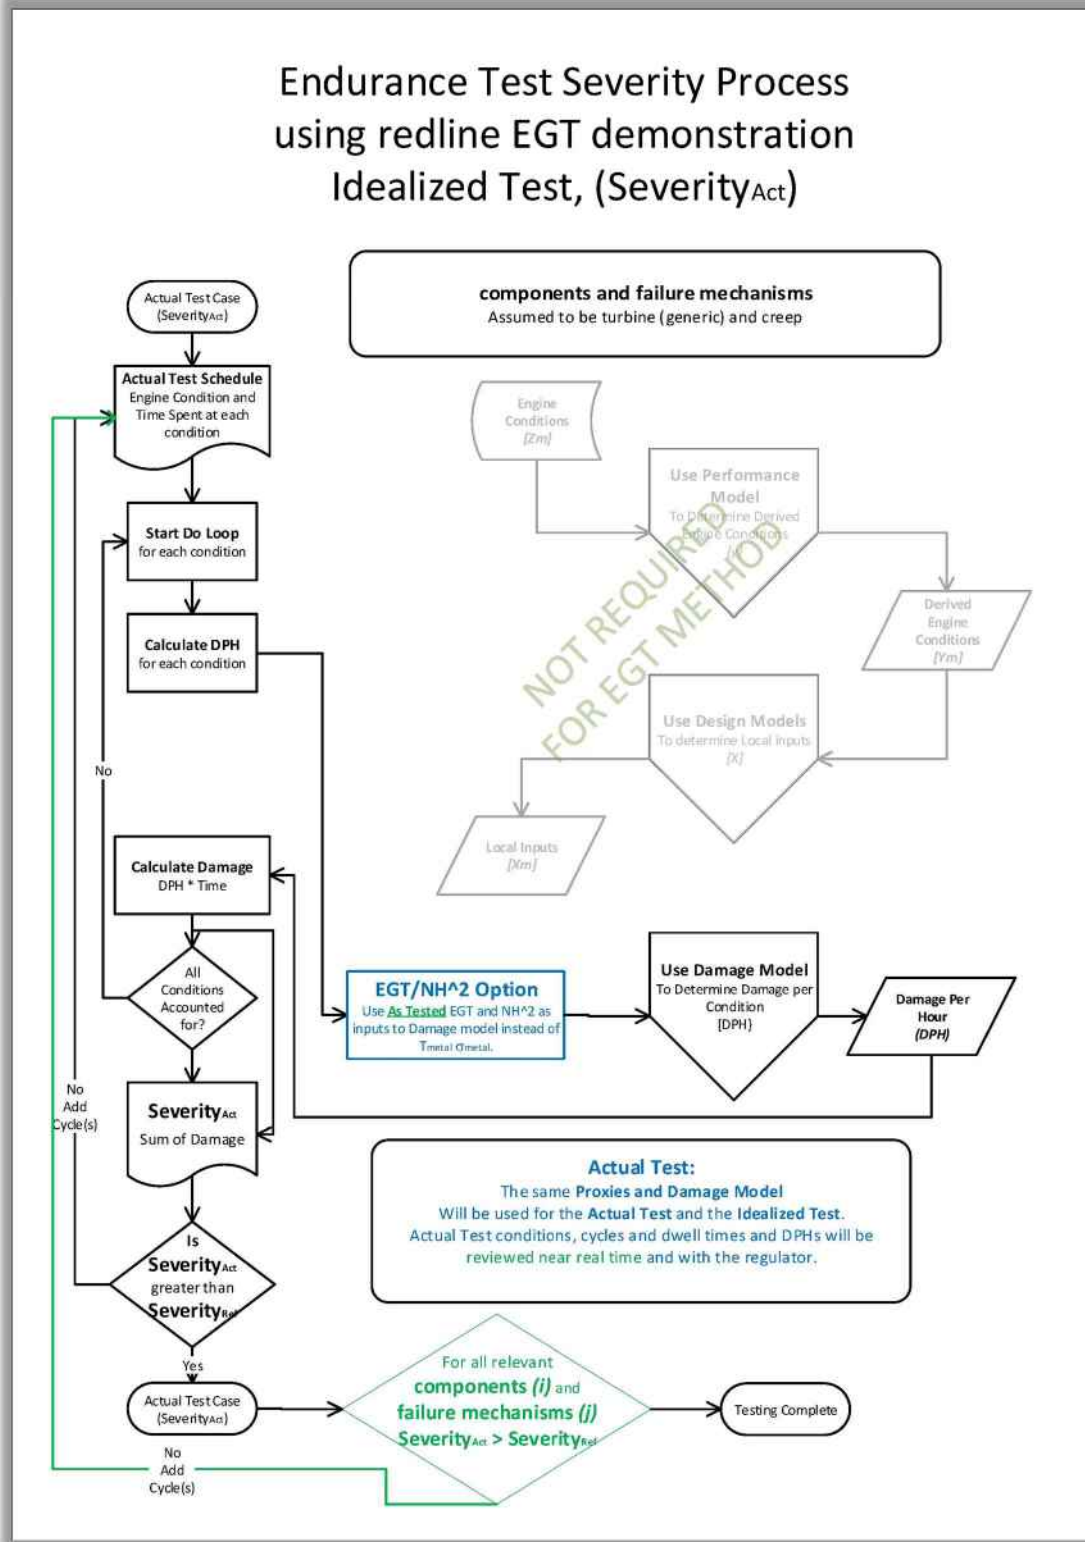 Endurance Test Severity Process
using redline EGT demonstration
Idealized Test, (SeverityAct)
components and failure mechanisms
Assumed to be turbine (generic) and creep
Actual Test Case
(SeverityAct)
Actual Test Schedule
Engine Condition and
Time Spent at each
condition
Engine
Conditions
[Zm]
Use Performance
Model
To Determine Derived
Engine Conditions
Start Do Loop
for each condition
NOT REQUIRED
FOR EGT METHOD
Derived
Engine
Conditions
[Ym]
Calculate DPH
for each condition
Use Design Models
To determine Local inputs
[X]
No
Local Inputs
[Xm]
Calculate Damage
DPH * Time
All
Conditions
Accounted
for?
EGT/NH^2 Option
Use As Tested EGT and NH^2 as
inputs to Damage model instead of
Tmetal σmetal.
Use Damage Model
To Determine Damage per
Condition
[DPH}
Damage Per
Hour
(DPH)
No
Add
Cycle(s)
SeverityAct
Sum of Damage
Actual Test:
The same Proxies and Damage Model
Will be used for the Actual Test and the Idealized Test.
Actual Test conditions, cycles and dwell times and DPHs will be
reviewed near real time and with the regulator.
Is
SeverityAct
greater than
SeverityRef
Yes
Actual Test Case
(SeverityAct)
For all relevant
components (i) and
failure mechanisms (j)
SeverityAct > SeverityRef
Testing Complete
No
Add
Cycle(s)